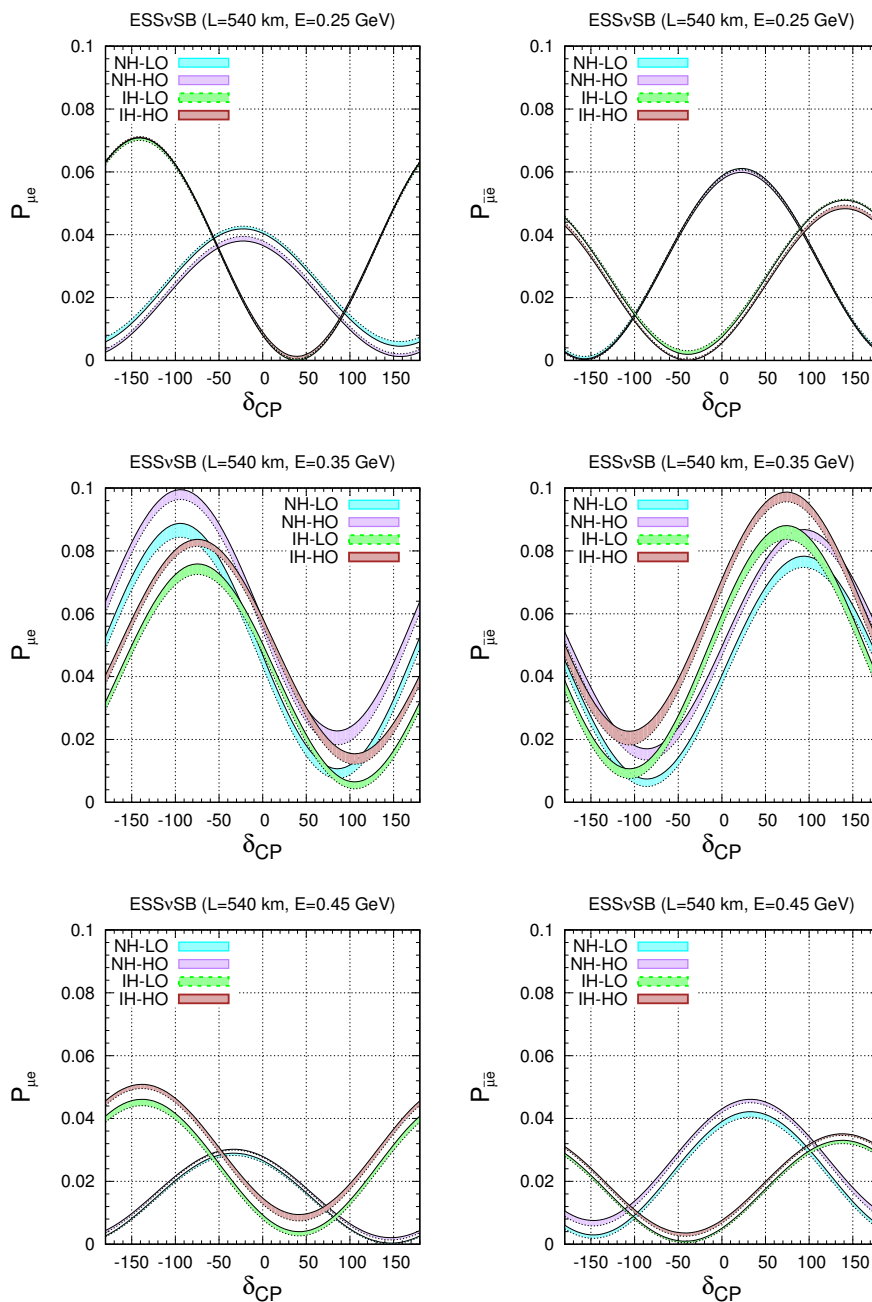 ESSνSB (L=540 km, E=0.25 GeV)
NH-LO
NH-HO
IH-LO
IH-HO
0.1
0.08
0.06
0.04
0.02
0
-150 -100 -50 0 50 100 150
Pμe
δCP
ESSνSB (L=540 km, E=0.25 GeV)
NH-LO
NH-HO
IH-LO
IH-HO
0.1
0.08
0.06
0.04
0.02
0
-150 -100 -50 0 50 100 150
Pμ̅e̅
δCP
ESSνSB (L=540 km, E=0.35 GeV)
NH-LO
NH-HO
IH-LO
IH-HO
0.1
0.08
0.06
0.04
0.02
0
-150 -100 -50 0 50 100 150
Pμe
δCP
ESSνSB (L=540 km, E=0.35 GeV)
NH-LO
NH-HO
IH-LO
IH-HO
0.1
0.08
0.06
0.04
0.02
0
-150 -100 -50 0 50 100 150
Pμ̅e̅
δCP
ESSνSB (L=540 km, E=0.45 GeV)
NH-LO
NH-HO
IH-LO
IH-HO
0.1
0.08
0.06
0.04
0.02
0
-150 -100 -50 0 50 100 150
Pμe
δCP
ESSνSB (L=540 km, E=0.45 GeV)
NH-LO
NH-HO
IH-LO
IH-HO
0.1
0.08
0.06
0.04
0.02
0
-150 -100 -50 0 50 100 150
Pμ̅e̅
δCP